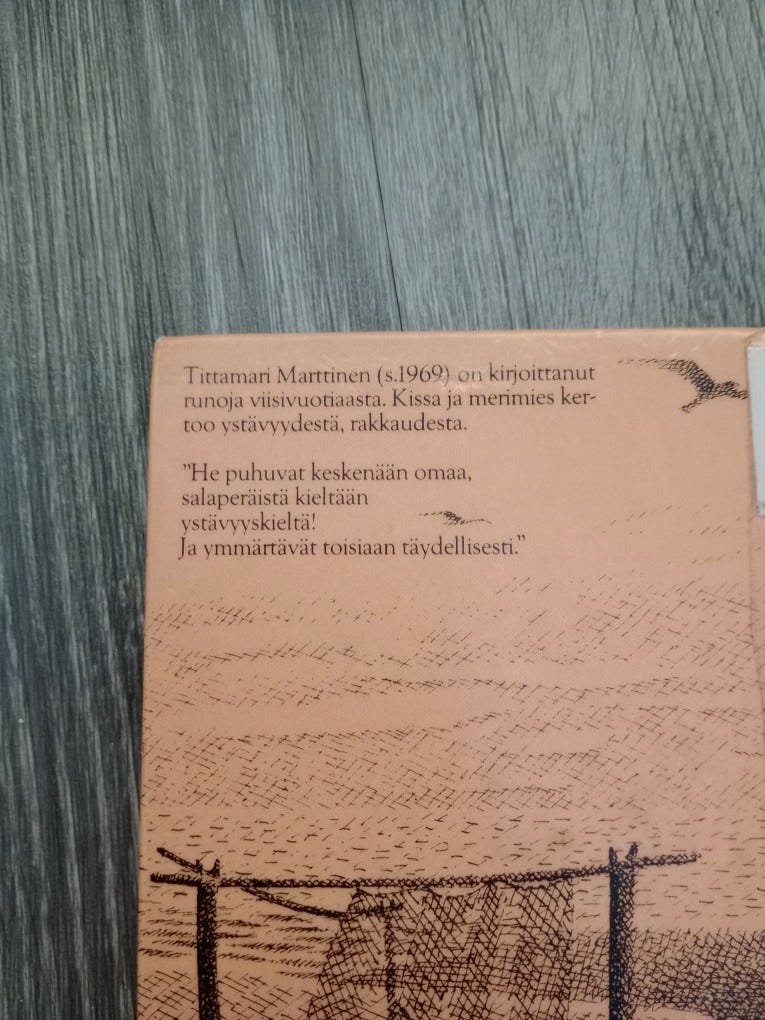 Tittamari Marttinen (s.1969) on kirjoittanut
runoja viisivuotiaasta. Kissa ja merimies ker-
too ystävyydestä, rakkaudesta.
"He puhuvat keskenään omaa,
salaperäistä kieltään
ystävyyskieltä!
Ja ymmärtävät toisiaan täydellisesti."